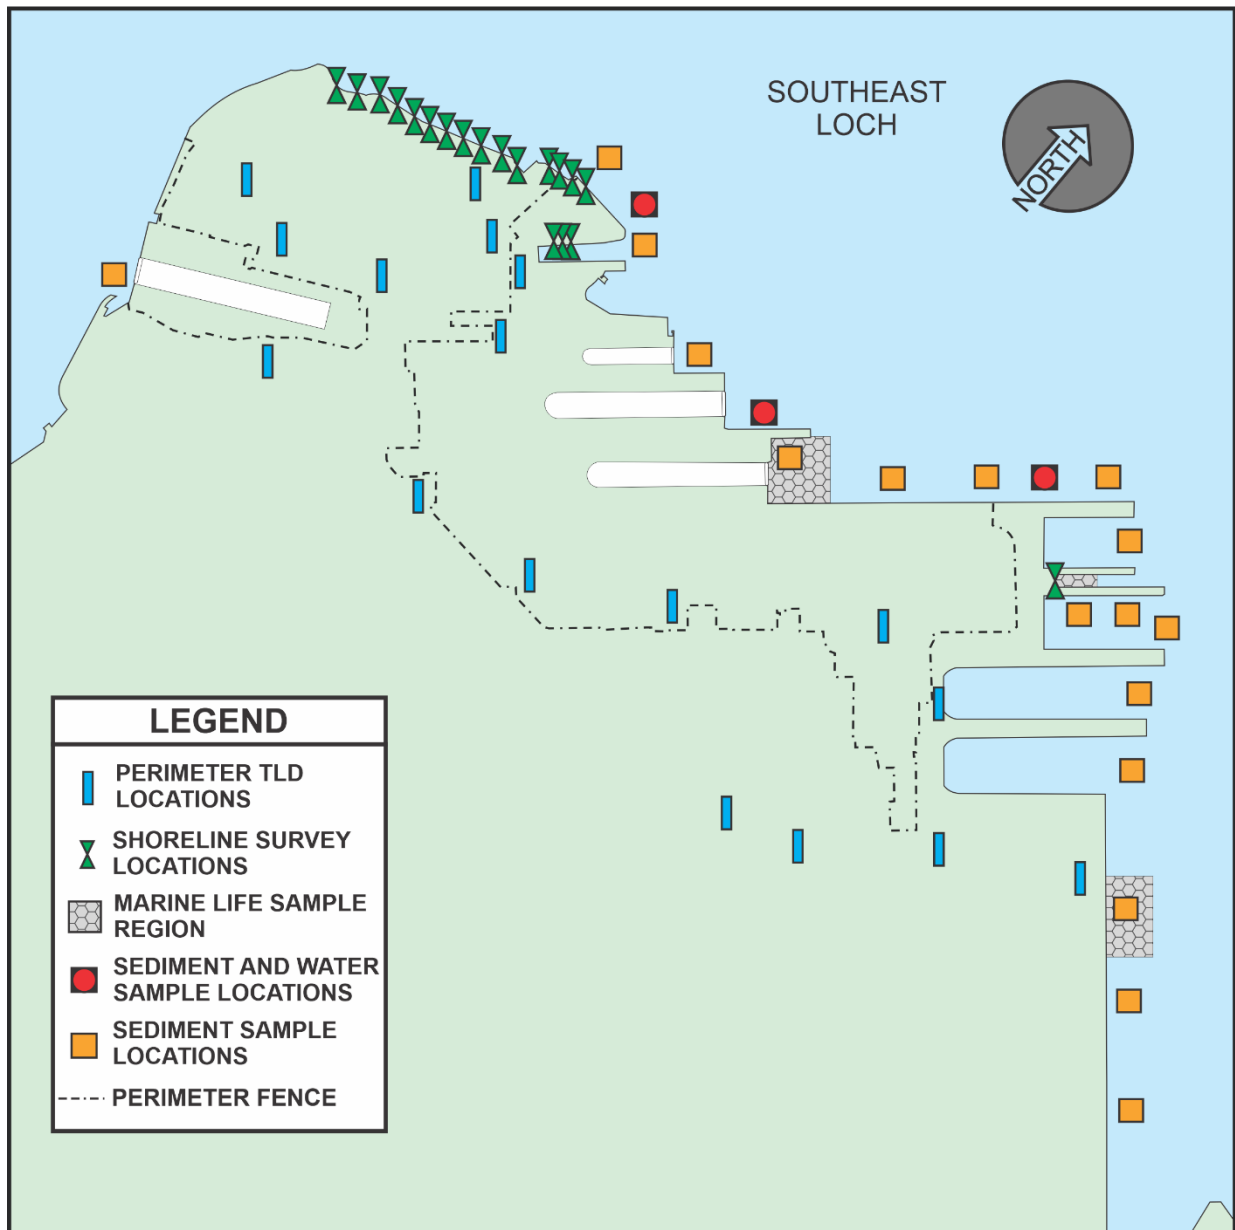 SOUTHEAST
LOCH
NORTH
LEGEND
PERIMETER TLD
LOCATIONS
SHORELINE SURVEY
LOCATIONS
MARINE LIFE SAMPLE
REGION
SEDIMENT AND WATER
SAMPLE LOCATIONS
SEDIMENT SAMPLE
LOCATIONS
PERIMETER FENCE